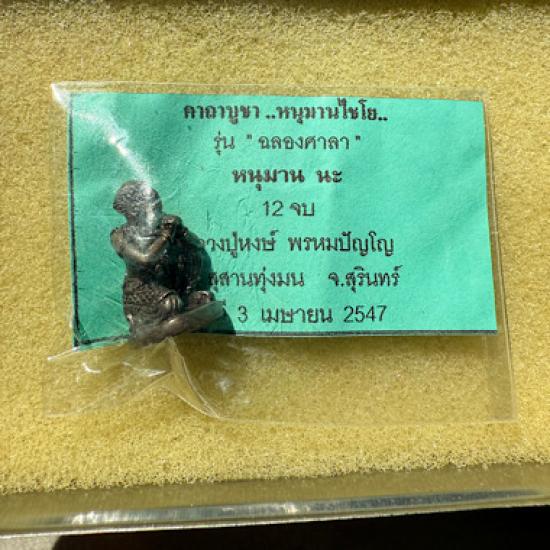 คาถาบูชา ..หนุมานไชโย..
รุ่น " ฉลองศาลา "
หนุมาน นะ
12 จบ
วงปู่หงษ์ พรหมปัญโญ
สุสานทุ่งมน จ.สุรินทร์
3 เมษายน 2547